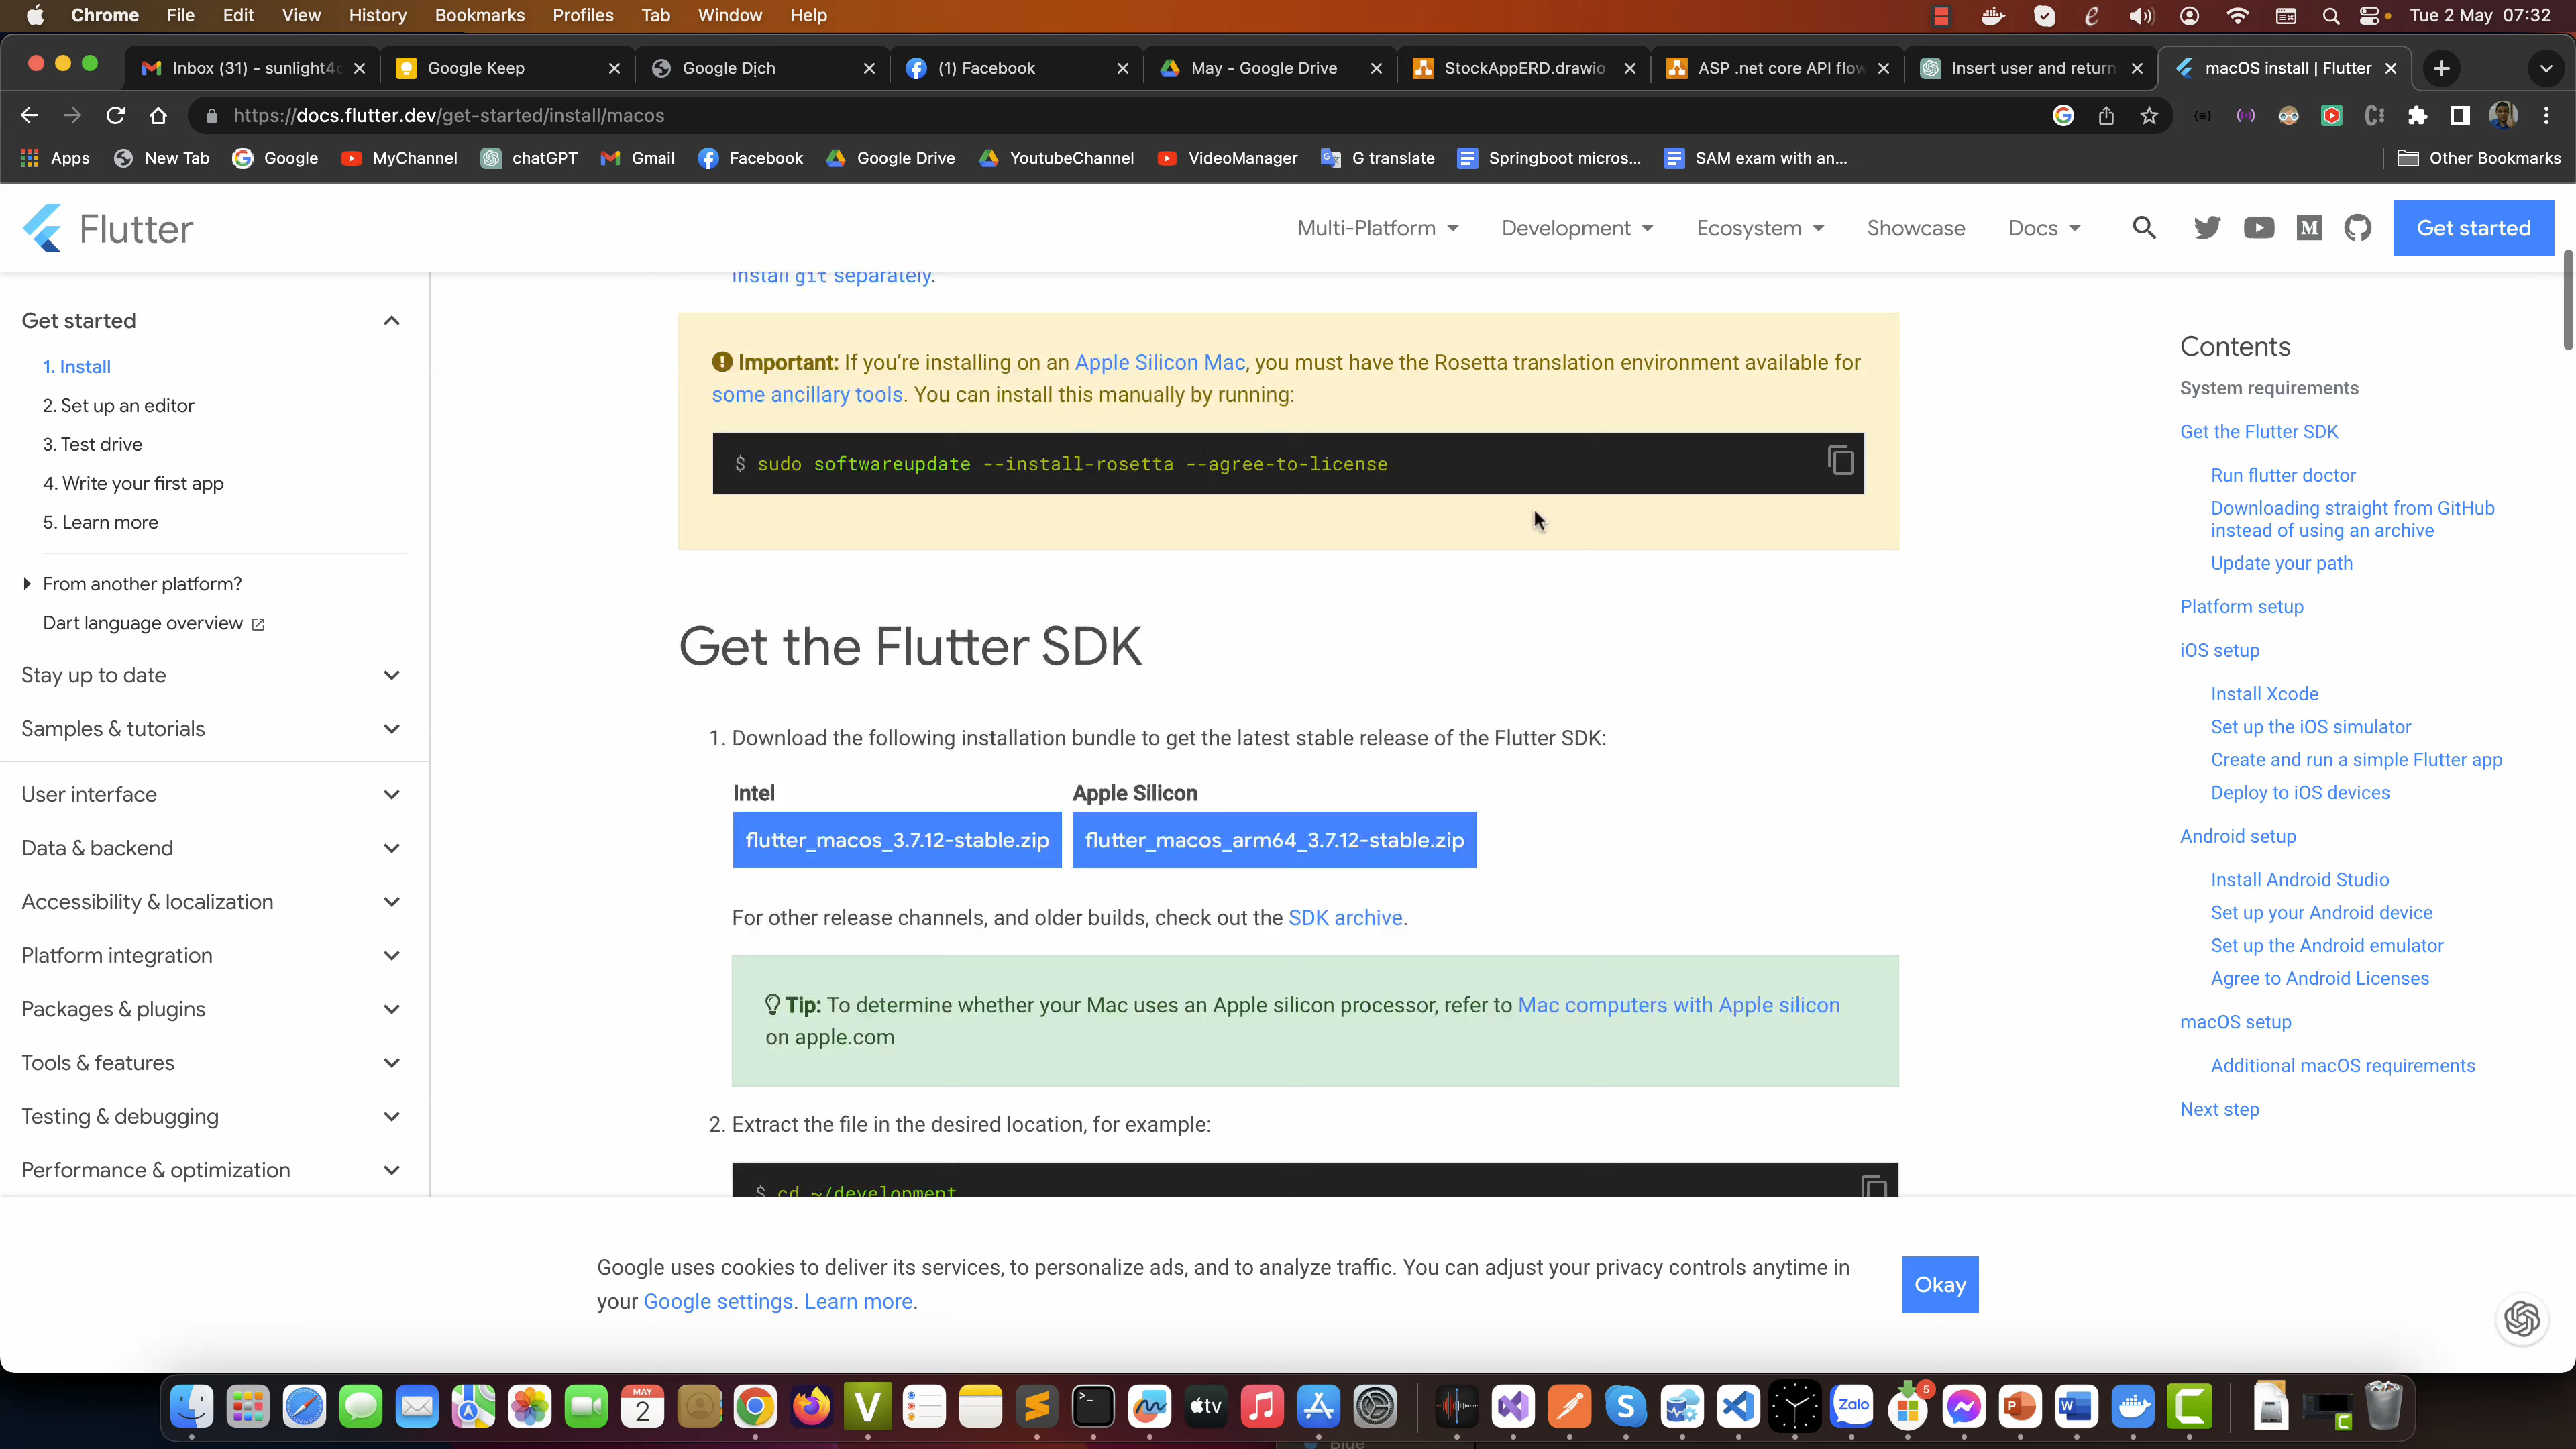 Chrome File Edit View History Bookmarks Profiles Tab Window Help
Tue 2 May 07:32
Inbox (31) - sunlight4c
Google Keep
Google Dịch
(1) Facebook
May - Google Drive
StockAppERD.drawio
ASP .net core API flow
Insert user and return
macOS install | Flutter
https://docs.flutter.dev/get-started/install/macos
Apps
New Tab
Google
MyChannel
chatGPT
Gmail
Facebook
Google Drive
YoutubeChannel
VideoManager
G translate
Springboot micros...
SAM exam with an...
Other Bookmarks
Flutter
Multi-Platform
Development
Ecosystem
Showcase
Docs
Get started
Get started
1. Install
2. Set up an editor
3. Test drive
4. Write your first app
5. Learn more
From another platform?
Dart language overview
Stay up to date
Samples & tutorials
User interface
Data & backend
Accessibility & localization
Platform integration
Packages & plugins
Tools & features
Testing & debugging
Performance & optimization
install git separately.
Important: If you’re installing on an Apple Silicon Mac, you must have the Rosetta translation environment available for
some ancillary tools. You can install this manually by running:
$ sudo softwareupdate --install-rosetta --agree-to-license
Get the Flutter SDK
1. Download the following installation bundle to get the latest stable release of the Flutter SDK:
Intel
Apple Silicon
flutter_macos_3.7.12-stable.zip
flutter_macos_arm64_3.7.12-stable.zip
For other release channels, and older builds, check out the SDK archive.
Tip: To determine whether your Mac uses an Apple silicon processor, refer to Mac computers with Apple silicon
on apple.com
2. Extract the file in the desired location, for example:
$ cd ~/development
Contents
System requirements
Get the Flutter SDK
Run flutter doctor
Downloading straight from GitHub
instead of using an archive
Update your path
Platform setup
iOS setup
Install Xcode
Set up the iOS simulator
Create and run a simple Flutter app
Deploy to iOS devices
Android setup
Install Android Studio
Set up your Android device
Set up the Android emulator
Agree to Android Licenses
macOS setup
Additional macOS requirements
Next step
Google uses cookies to deliver its services, to personalize ads, and to analyze traffic. You can adjust your privacy controls anytime in
your Google settings. Learn more.
Okay
MAY
2
tv
Zalo
5
Blue